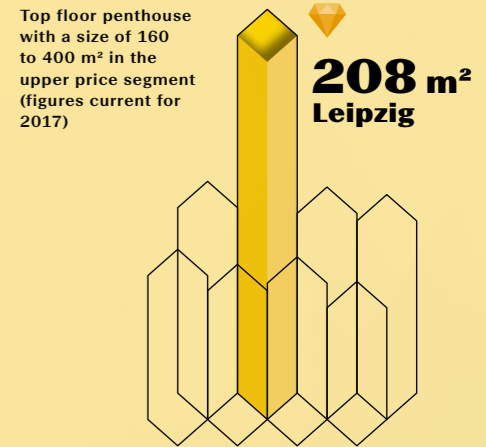 Top floor penthouse
with a size of 160
to 400 m² in the
upper price segment
(figures current for
2017)
208 m²
Leipzig